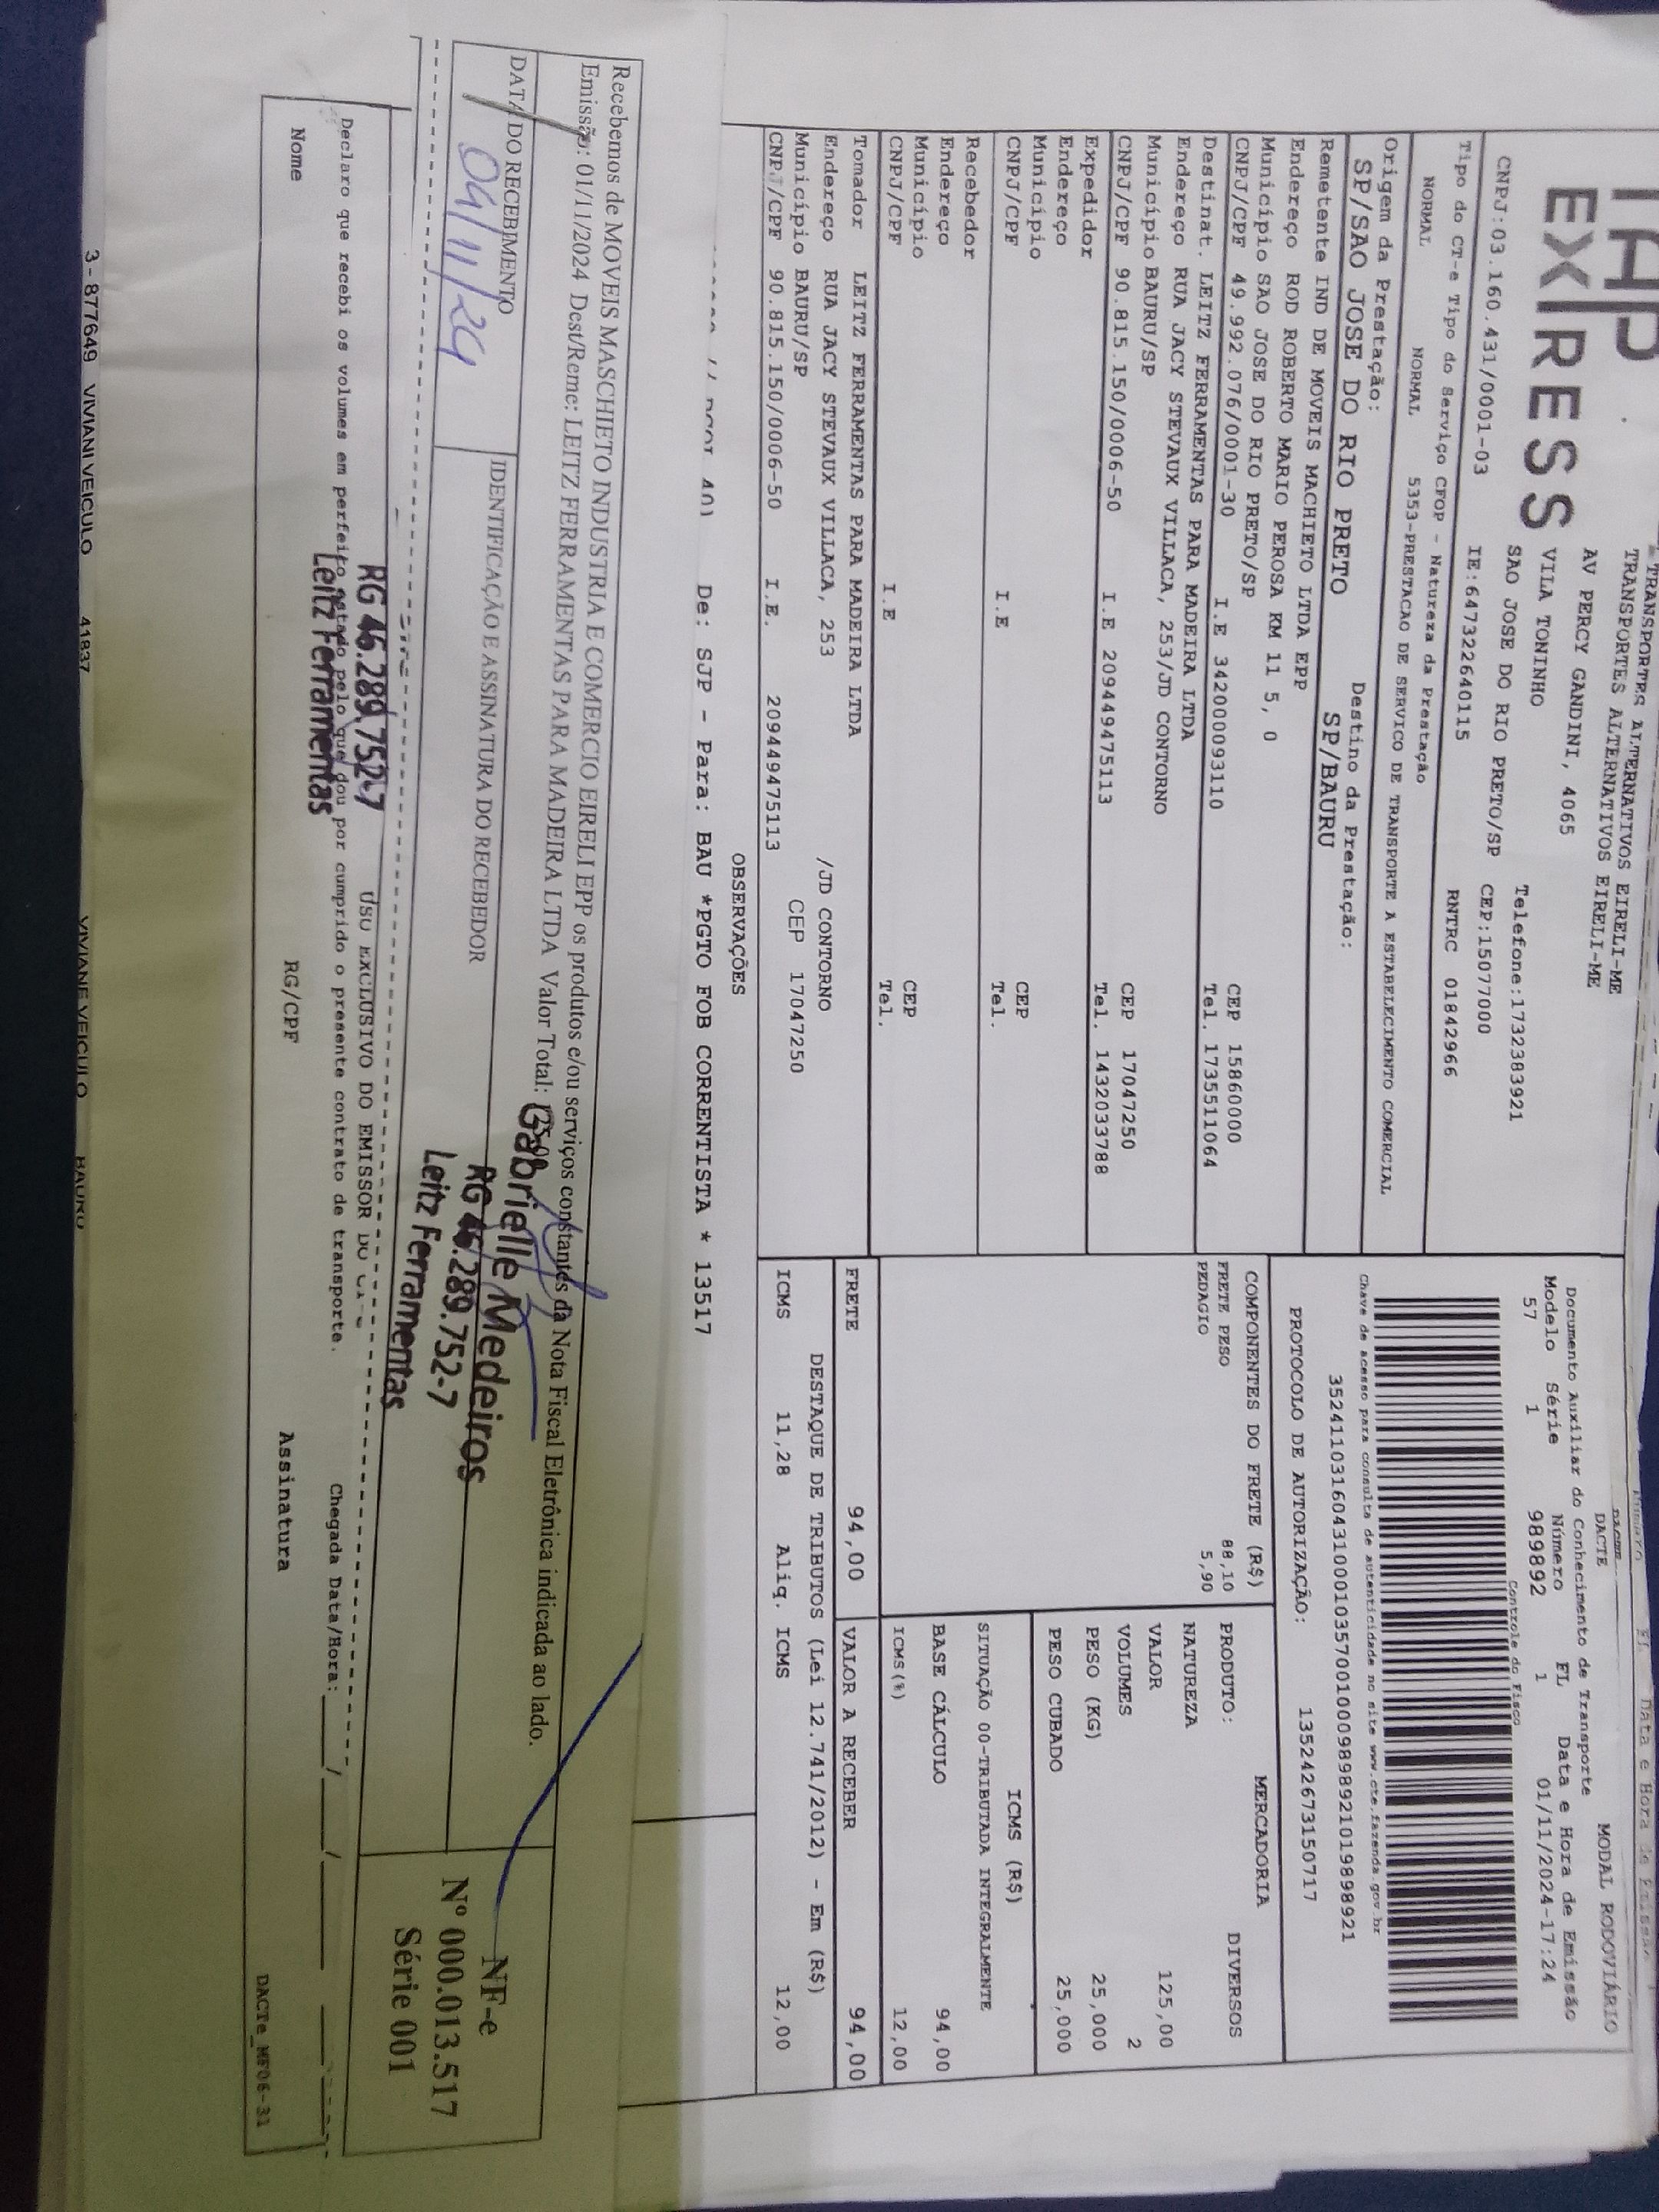 TAP
EXPRESS
TRANSPORTES ALTERNATIVOS EIRELI-ME
TRANSPORTES ALTERNATIVOS EIRELI-ME
AV PERCY GANDINI, 4065
VILA TONINHO
SAO JOSE DO RIO PRETO/SP Telefone:1732383921
CNPJ:03.160.431/0001-03 IE:647322640115 CEP:15077000
RNTRC 01842966
Data e Hora de Emissão
DACTE
DACTE
MODAL RODOVIÁRIO
Documento Auxiliar do Conhecimento de Transporte
Modelo Série Número FL Data e Hora de Emissão
57 1 989892 1 01/11/2024-17:24
Controle do Fisco
Chave de acesso para consulta de autenticidade no site www.cte.fazenda.gov.br
35241103160431000103570010009898921019898921
PROTOCOLO DE AUTORIZAÇÃO: 135242673150717
Tipo do CT-e Tipo do Serviço CFOP - Natureza da Prestação
NORMAL NORMAL 5353-PRESTACAO DE SERVICO DE TRANSPORTE A ESTABELECIMENTO COMERCIAL
Origem da Prestação: Destino da Prestação:
SP/SAO JOSE DO RIO PRETO SP/BAURU
Remetente IND DE MOVEIS MACHIETO LTDA EPP
Endereço ROD ROBERTO MARIO PEROSA KM 11 5, 0
Município SAO JOSE DO RIO PRETO/SP CEP 15860000
CNPJ/CPF 49.992.076/0001-30 I.E 342000093110 Tel. 1735511064
Destinat. LEITZ FERRAMENTAS PARA MADEIRA LTDA
Endereço RUA JACY STEVAUX VILLACA, 253/JD CONTORNO
Município BAURU/SP CEP 17047250
CNPJ/CPF 90.815.150/0006-50 I.E 209449475113 Tel. 1432033788
Expedidor
Endereço
Município CEP
CNPJ/CPF I.E Tel.
Recebedor
Endereço
Município CEP
CNPJ/CPF I.E Tel.
Tomador LEITZ FERRAMENTAS PARA MADEIRA LTDA
Endereço RUA JACY STEVAUX VILLACA, 253 /JD CONTORNO
Município BAURU/SP CEP 17047250
CNPJ/CPF 90.815.150/0006-50 I.E. 209449475113
COMPONENTES DO FRETE (R$)
FRETE PESO 88,10
PEDAGIO 5,90
MERCADORIA
PRODUTO: DIVERSOS
NATUREZA
VALOR 125,00
VOLUMES 2
PESO (KG) 25,000
PESO CUBADO 25,000
ICMS (R$)
SITUAÇÃO 00-TRIBUTADA INTEGRALMENTE
BASE CÁLCULO 94,00
ICMS(%) 12,00
FRETE 94,00 VALOR A RECEBER 94,00
DESTAQUE DE TRIBUTOS (Lei 12.741/2012) - Em (R$)
ICMS 11,28 Aliq. ICMS 12,00
OBSERVAÇÕES
De: SJP - Para: BAU *PGTO FOB CORRENTISTA * 13517
Recebemos de MOVEIS MASCHIETO INDUSTRIA E COMERCIO EIRELI EPP os produtos e/ou serviços constantes da Nota Fiscal Eletrônica indicada ao lado.
Emissão: 01/11/2024 Dest/Reme: LEITZ FERRAMENTAS PARA MADEIRA LTDA Valor Total:
DATA DO RECEBIMENTO
04/11/24
IDENTIFICAÇÃO E ASSINATURA DO RECEBEDOR
Gabrielle Medeiros
RG 46.289.752-7
Leitz Ferramentas
NF-e
Nº 000.013.517
Série 001
RG 46.289.752-7
Leitz Ferramentas
USO EXCLUSIVO DO EMISSOR DO
Declaro que recebi os volumes em perfeito estado pelo que dou por cumprido o presente contrato de transporte. Chegada Data/Hora: / /
Nome RG/CPF Assinatura
DACTe_MF06-31
3 - 877649 VIVIANI VEICULO 41837 VIVIANE VEICULO BAURU